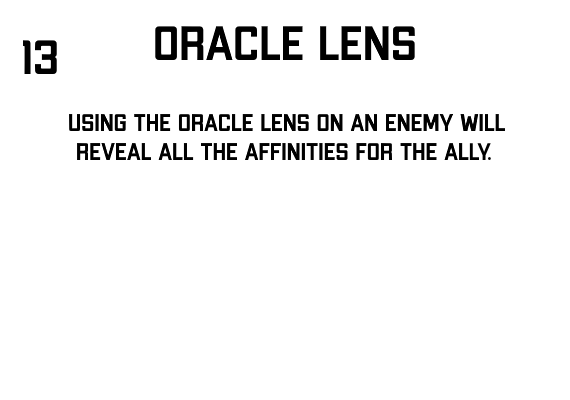 13
ORACLE LENS
USING THE ORACLE LENS ON AN ENEMY WILL
REVEAL ALL THE AFFINITIES FOR THE ALLY.